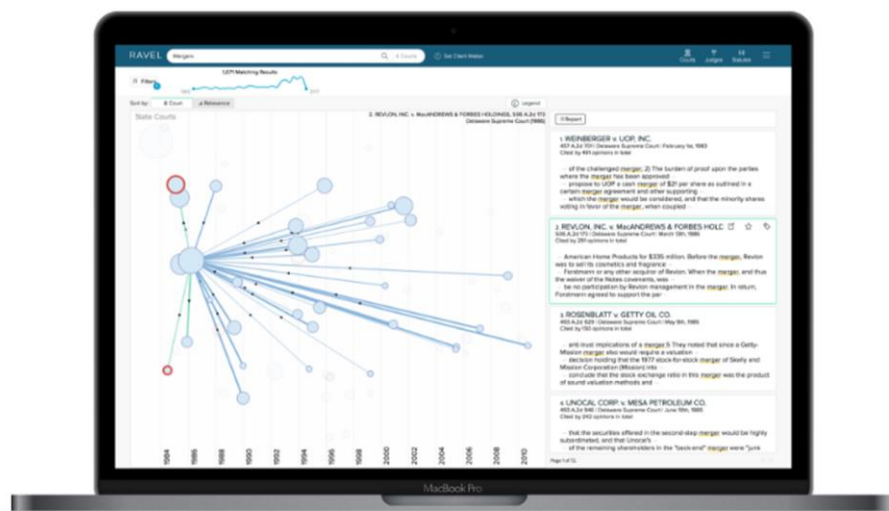 RAVEL
Mergers
4 Courts
Set Client Matter
Courts
Judges
Statutes
Filters
1,071 Matching Results
2017
Sort by:
Court
Relevance
Legend
State Courts
2. REVLON, INC. v. MacANDREWS & FORBES HOLDINGS, 506 A.2d 173
Delaware Supreme Court (1986)
Report
1. WEINBERGER v. UOP, INC.
457 A.2d 701 | Delaware Supreme Court | February 1st, 1983
Cited by 491 opinions in total
of the challenged merger; 2) The burden of proof upon the parties
where the merger has been approved
propose to UOP a cash merger of $21 per share as outlined in a
certain merger agreement and other supporting
which the merger would be considered, and that the minority shares
voting in favor of the merger, when coupled
2. REVLON, INC. v. MacANDREWS & FORBES HOLD
506 A.2d 173 | Delaware Supreme Court | March 13th, 1986
Cited by 281 opinions in total
American Home Products for $335 million. Before the merger, Revlon
was to sell its cosmetics and fragrance
Forstmann or any other acquiror of Revlon. When the merger, and thus
the waiver of the Notes covenants, was
be no participation by Revlon management in the merger. In return,
Forstmann agreed to support the par
3. ROSENBLATT v. GETTY OIL CO.
493 A.2d 929 | Delaware Supreme Court | May 9th, 1985
Cited by 130 opinions in total
anti-trust implications of a merger.5 They noted that since a Getty-
Mission merger also would require a valuation
decision holding that the 1977 stock-for-stock merger of Skelly and
Mission Corporation (Mission) into
conclude that the stock exchange ratio in this merger was the product
of sound valuation methods and
4. UNOCAL CORP. v. MESA PETROLEUM CO.
493 A.2d 946 | Delaware Supreme Court | June 10th, 1985
Cited by 242 opinions in total
that the securities offered in the second-step merger would be highly
subordinated, and that Unocal's
of the remaining shareholders in the "back-end" merger were "junk
Page 1 of 72
1984
1986
1988
1990
1992
1994
1996
1998
2000
2002
2004
2006
2008
2010
MacBook Pro